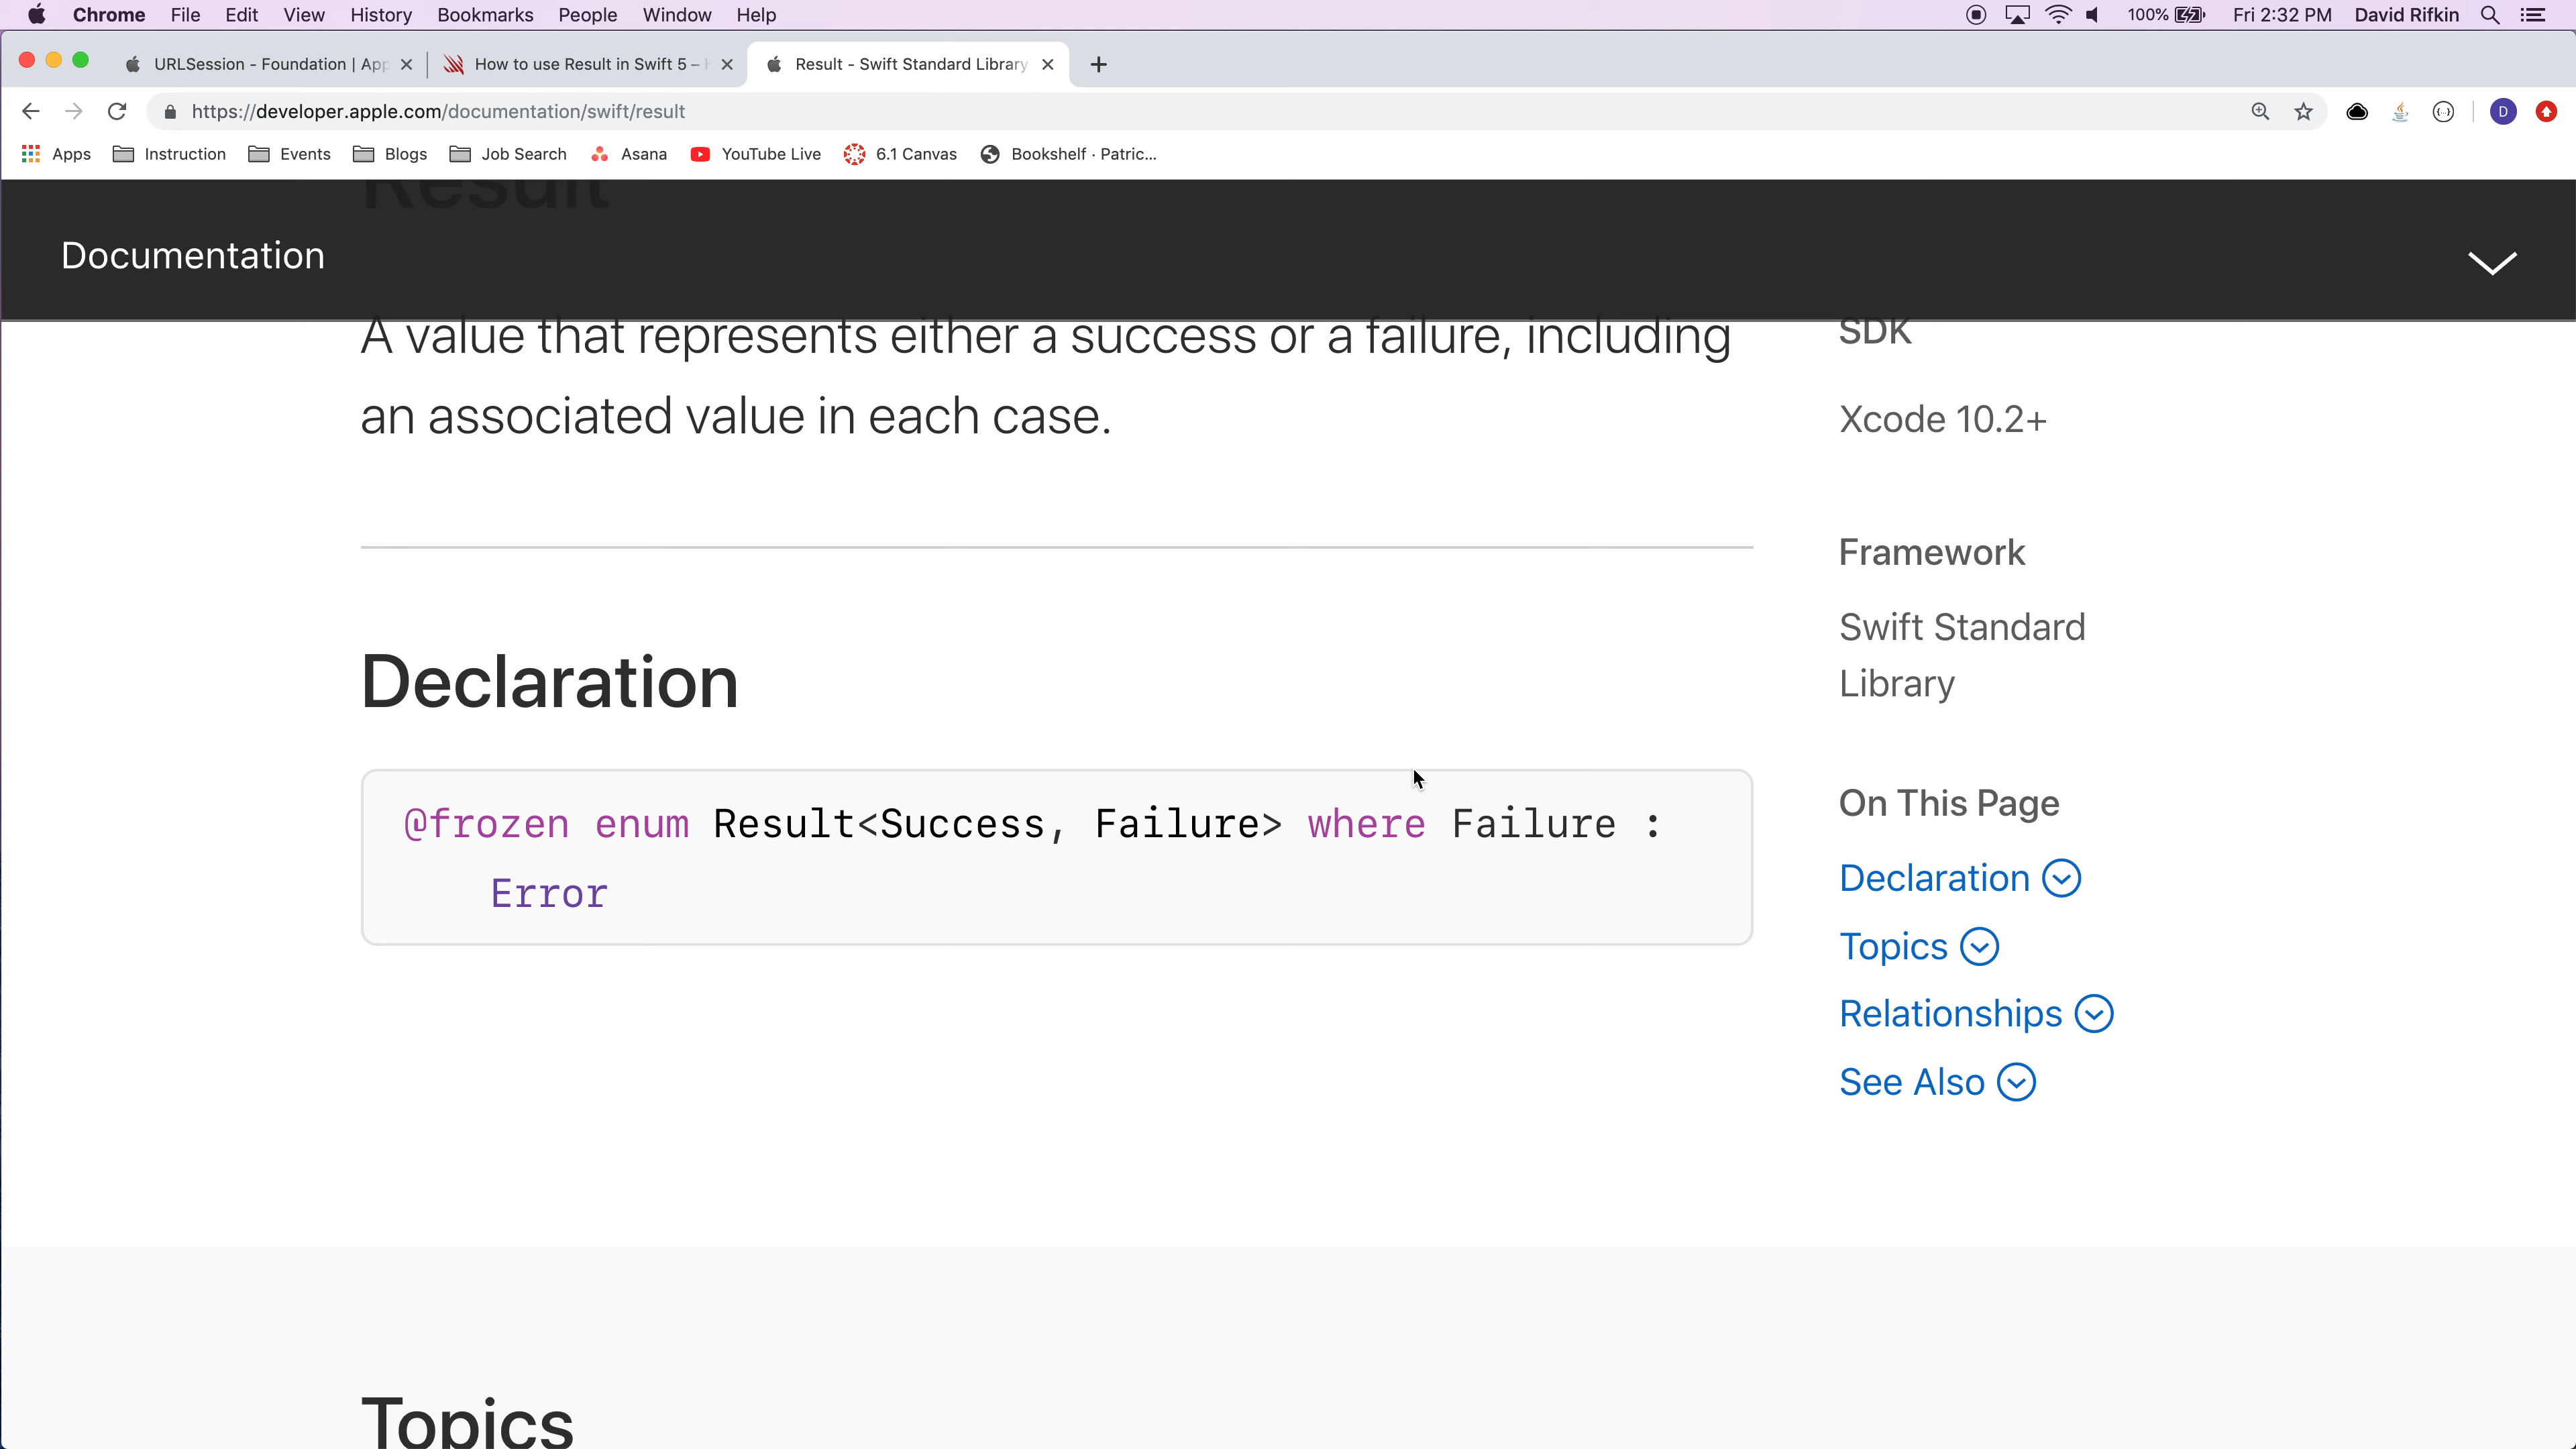 Chrome File Edit View History Bookmarks People Window Help 100% Fri 2:32 PM David Rifkin
URLSession - Foundation | App How to use Result in Swift 5 – Result - Swift Standard Library
https://developer.apple.com/documentation/swift/result D
Apps Instruction Events Blogs Job Search Asana YouTube Live 6.1 Canvas Bookshelf · Patric...
Result
Documentation
A value that represents either a success or a failure, including
an associated value in each case.
SDK
Xcode 10.2+
Framework
Swift Standard
Library
Declaration
@frozen enum Result<Success, Failure> where Failure :
Error
On This Page
Declaration
Topics
Relationships
See Also
Topics